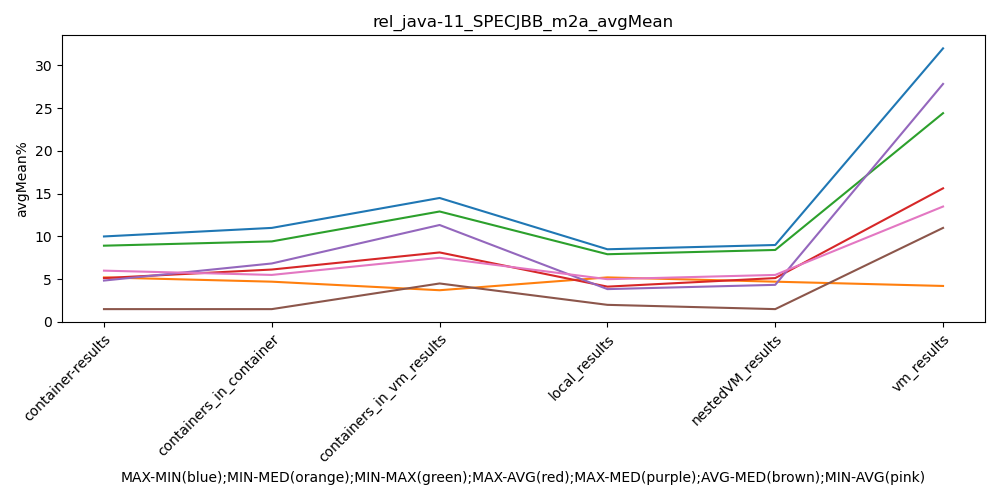 rel_java-11_SPECJBB_m2a_avgMean
avgMean%
30
25
20
15
10
5
0
container-results
containers_in_container
containers_in_vm_results
local_results
nestedVM_results
vm_results
MAX-MIN(blue);MIN-MED(orange);MIN-MAX(green);MAX-AVG(red);MAX-MED(purple);AVG-MED(brown);MIN-AVG(pink)